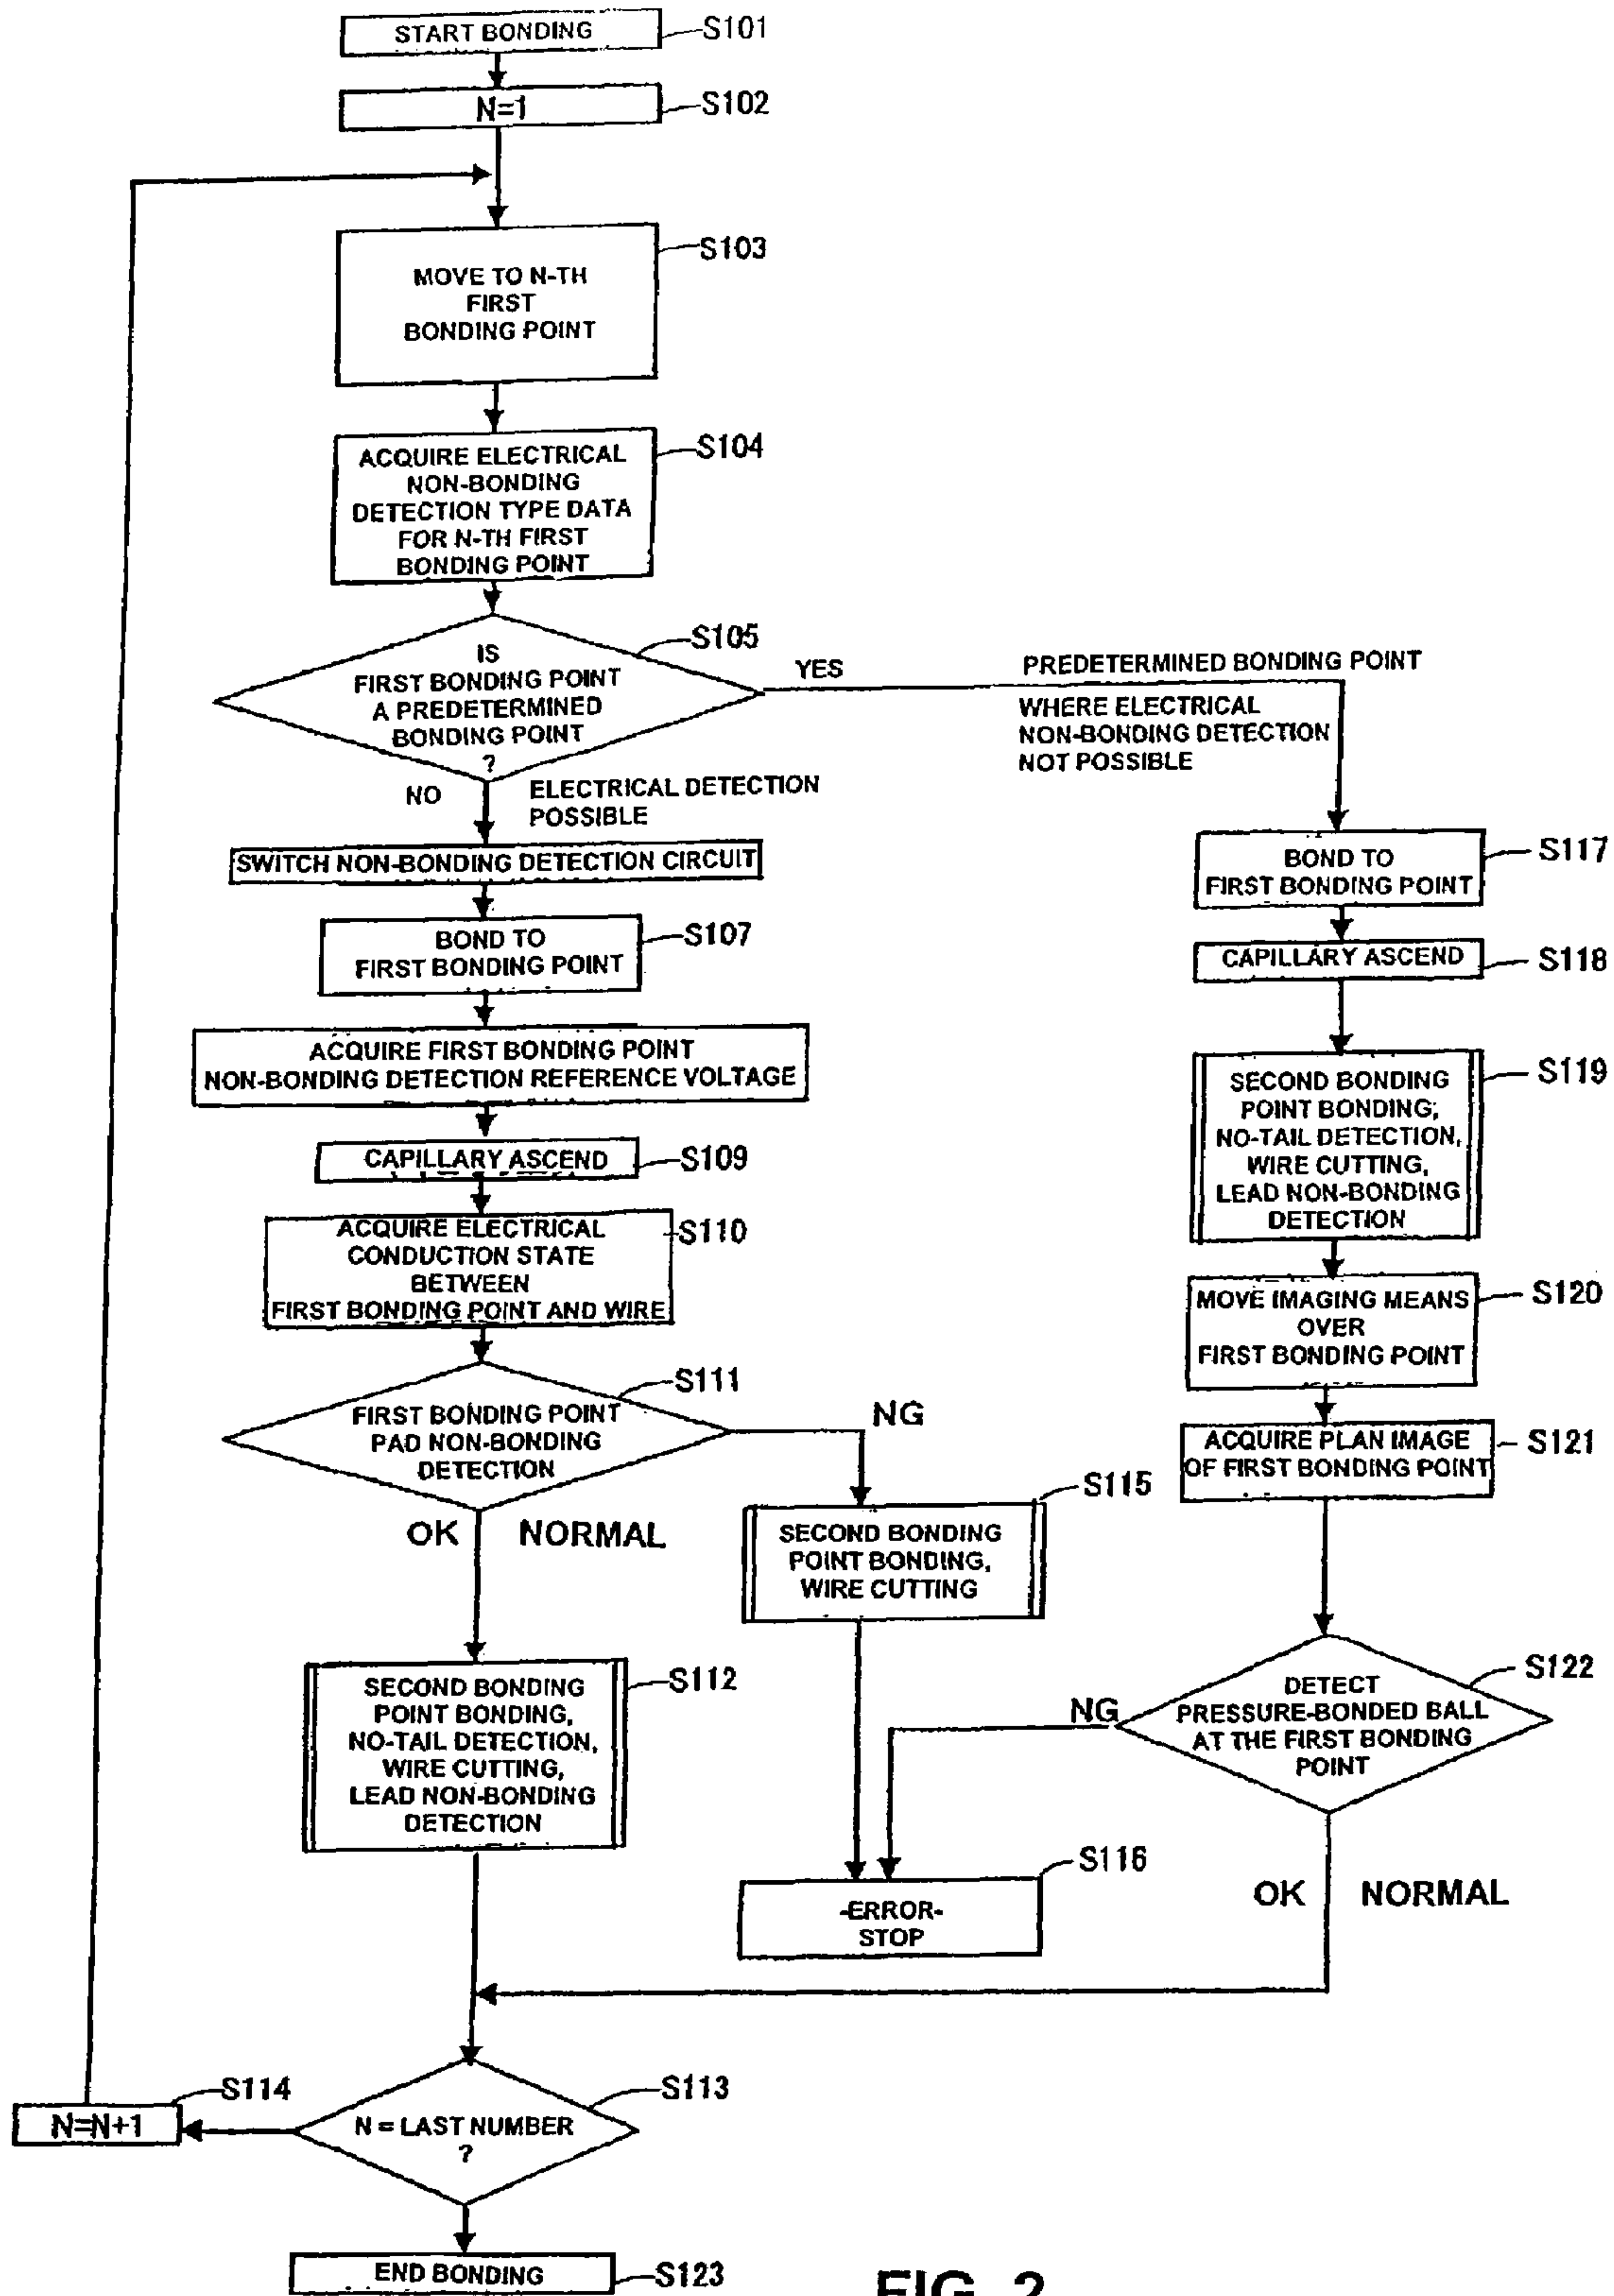 START BONDING
S101
N=1
S102
MOVE TO N-TH
FIRST
BONDING POINT
S103
ACQUIRE ELECTRICAL
NON-BONDING
DETECTION TYPE DATA
FOR N-TH FIRST
BONDING POINT
S104
IS
FIRST BONDING POINT
A PREDETERMINED
BONDING POINT
?
S105
YES
PREDETERMINED BONDING POINT
WHERE ELECTRICAL
NON-BONDING DETECTION
NOT POSSIBLE
NO
ELECTRICAL DETECTION
POSSIBLE
SWITCH NON-BONDING DETECTION CIRCUIT
BOND TO
FIRST BONDING POINT
S107
ACQUIRE FIRST BONDING POINT
NON-BONDING DETECTION REFERENCE VOLTAGE
CAPILLARY ASCEND
S109
ACQUIRE ELECTRICAL
CONDUCTION STATE
BETWEEN
FIRST BONDING POINT AND WIRE
S110
FIRST BONDING POINT
PAD NON-BONDING
DETECTION
S111
NG
OK
NORMAL
SECOND BONDING
POINT BONDING,
WIRE CUTTING
S115
SECOND BONDING
POINT BONDING,
NO-TAIL DETECTION,
WIRE CUTTING,
LEAD NON-BONDING
DETECTION
S112
-ERROR-
STOP
S116
BOND TO
FIRST BONDING POINT
S117
CAPILLARY ASCEND
S118
SECOND BONDING
POINT BONDING,
NO-TAIL DETECTION,
WIRE CUTTING,
LEAD NON-BONDING
DETECTION
S119
MOVE IMAGING MEANS
OVER
FIRST BONDING POINT
S120
ACQUIRE PLAN IMAGE
OF FIRST BONDING POINT
S121
DETECT
PRESSURE-BONDED BALL
AT THE FIRST BONDING
POINT
S122
NG
OK
NORMAL
N = LAST NUMBER
?
S113
N=N+1
S114
END BONDING
S123
FIG. 2